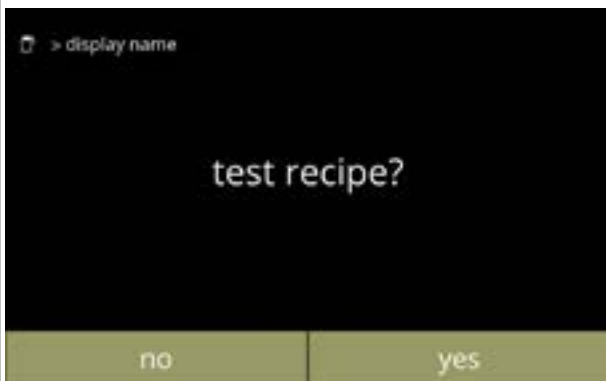 > display name
test recipe?
no yes